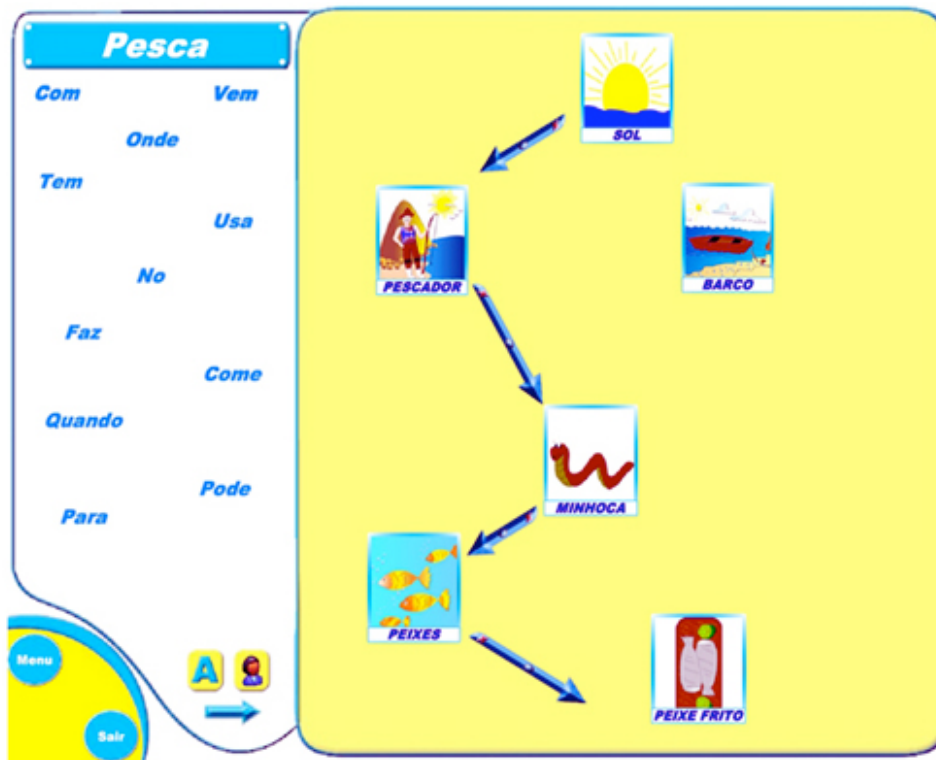 Pesca
Com Vem
Onde
Tem
Usa
No
Faz
Come
Quando
Pode
Para
Menu
Sair
A
SOL
PESCADOR
BARCO
MINHOCA
PEIXES
PEIXE FRITO